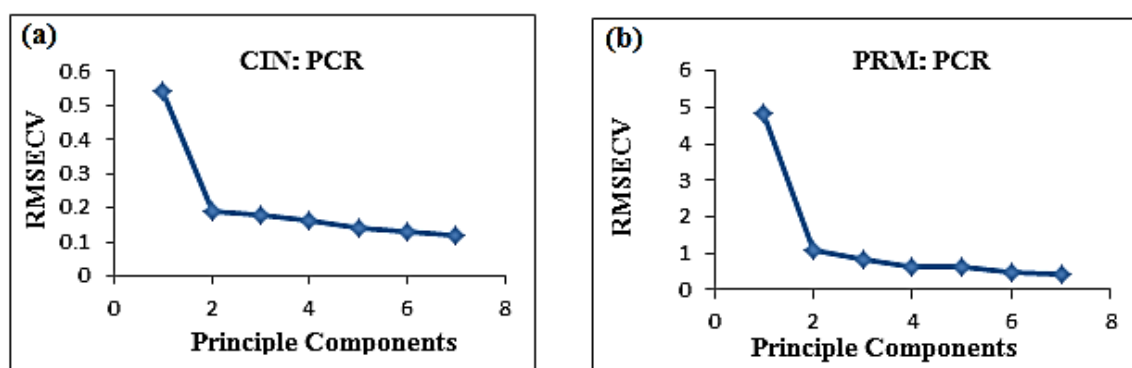 (a)
CIN: PCR
RMSECV
0.6
0.5
0.4
0.3
0.2
0.1
0
0 2 4 6 8
Principle Components
(b)
PRM: PCR
RMSECV
6
5
4
3
2
1
0
0 2 4 6 8
Principle Components